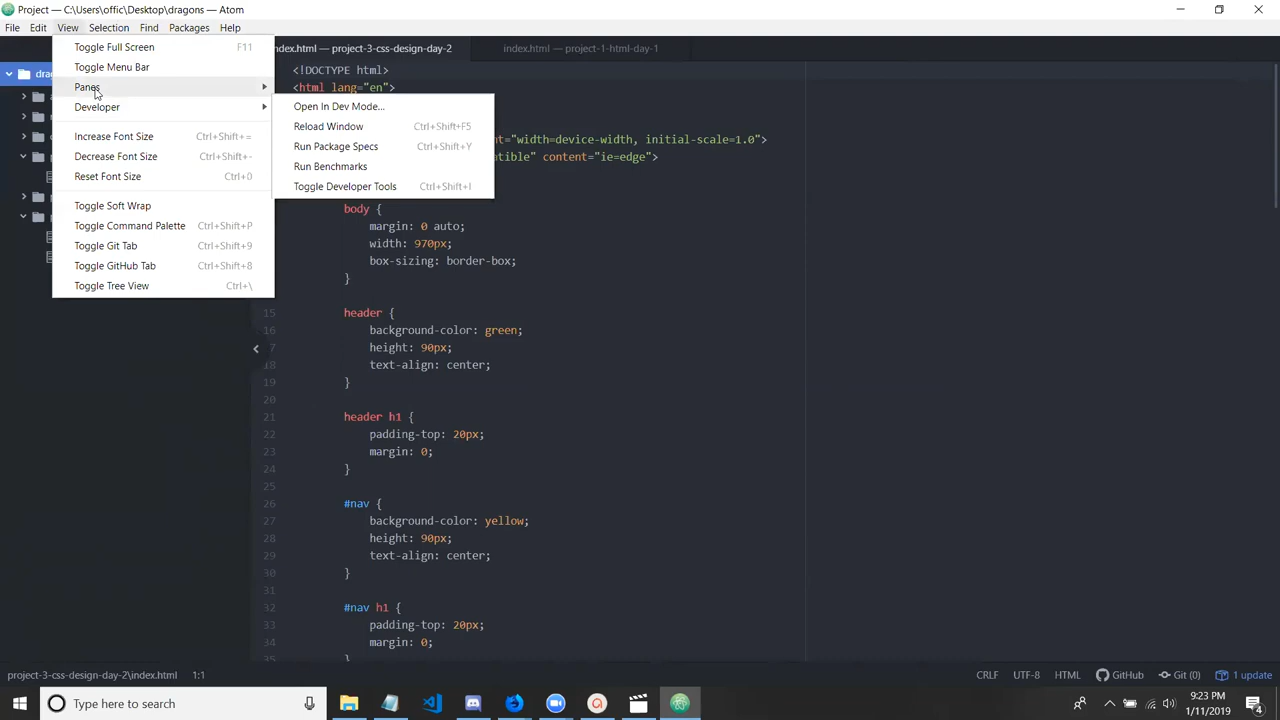 Project — C:\Users\offic\Desktop\dragons — Atom
File Edit View Selection Find Packages Help
Toggle Full Screen F11
Toggle Menu Bar
Panes
Developer
Increase Font Size Ctrl+Shift+=
Decrease Font Size Ctrl+Shift+-
Reset Font Size Ctrl+0
Toggle Soft Wrap
Toggle Command Palette Ctrl+Shift+P
Toggle Git Tab Ctrl+Shift+9
Toggle GitHub Tab Ctrl+Shift+8
Toggle Tree View Ctrl+\
Open In Dev Mode...
Reload Window Ctrl+Shift+F5
Run Package Specs Ctrl+Shift+Y
Run Benchmarks
Toggle Developer Tools Ctrl+Shift+I
ndex.html — project-3-css-design-day-2 index.html — project-1-html-day-1
<!DOCTYPE html>
<html lang="en">
nt="width=device-width, initial-scale=1.0">
atible" content="ie=edge">
body {
margin: 0 auto;
width: 970px;
box-sizing: border-box;
}
15 header {
16 background-color: green;
17 height: 90px;
18 text-align: center;
19 }
20
21 header h1 {
22 padding-top: 20px;
23 margin: 0;
24 }
25
26 #nav {
27 background-color: yellow;
28 height: 90px;
29 text-align: center;
30 }
31
32 #nav h1 {
33 padding-top: 20px;
34 margin: 0;
35 }
project-3-css-design-day-2\index.html 1:1 CRLF UTF-8 HTML GitHub Git (0) 1 update
Type here to search
9:23 PM
1/11/2019
4